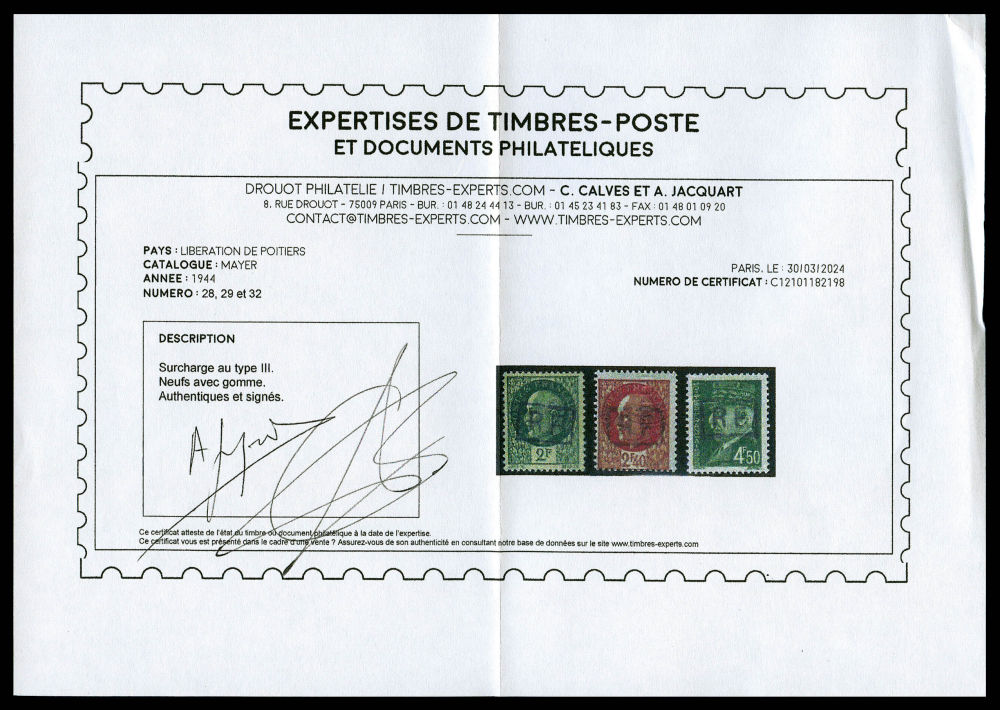 EXPERTISES DE TIMBRES-POSTE
ET DOCUMENTS PHILATELIQUES
DROUOT PHILATELIE / TIMBRES-EXPERTS.COM - C. CALVES ET A. JACQUART
8, RUE DROUOT - 75009 PARIS - BUR. : 01 48 24 44 13 - BUR. : 01 45 23 41 83 - FAX : 01 48 01 09 20
CONTACT@TIMBRES-EXPERTS.COM - WWW.TIMBRES-EXPERTS.COM
PAYS : LIBERATION DE POITIERS
CATALOGUE : MAYER
ANNEE : 1944
NUMERO : 28, 29 et 32
PARIS. LE : 30/03/2024
NUMERO DE CERTIFICAT : C12101182198
DESCRIPTION
Surcharge au type III.
Neufs avec gomme.
Authentiques et signés.
2F
2F40
4F50
Ce certificat atteste de l'état du timbre ou document philatélique à la date de l'expertise.
Ce certificat vous est présenté dans le cadre d'une vente ? Assurez-vous de son authenticité en consultant notre base de données sur le site www.timbres-experts.com